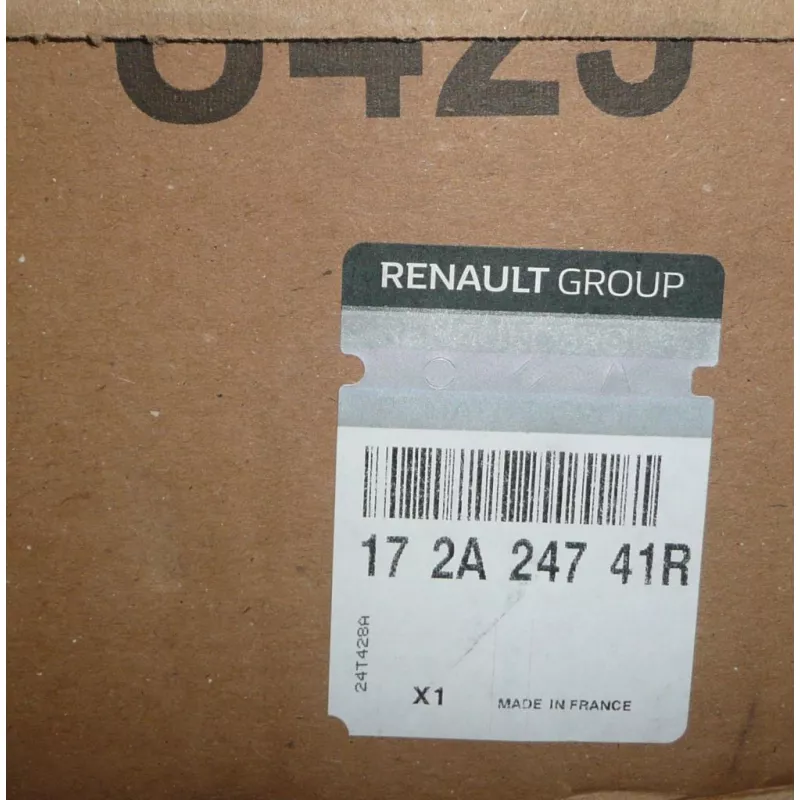 RENAULT GROUP
17 2A 247 41R
24T428A
X1
MADE IN FRANCE